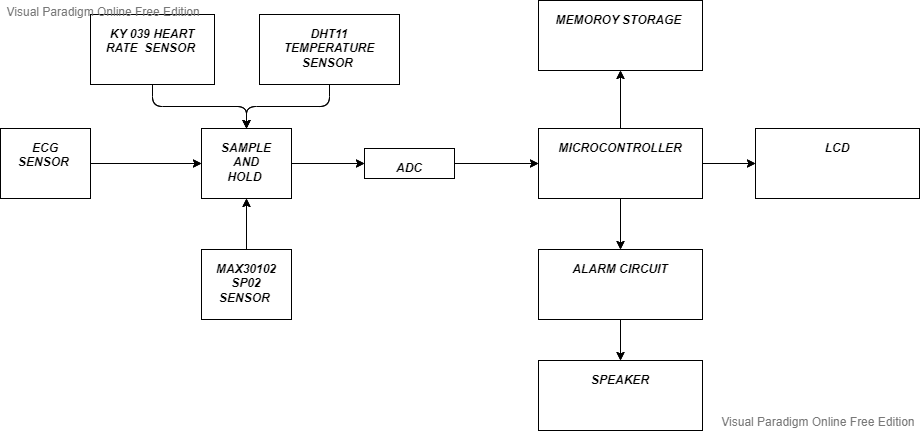 Visual Paradigm Online Free Edition
KY 039 HEART
RATE SENSOR
DHT11
TEMPERATURE
SENSOR
MEMOROY STORAGE
ECG
SENSOR
SAMPLE
AND
HOLD
ADC
MICROCONTROLLER
LCD
MAX30102
SP02
SENSOR
ALARM CIRCUIT
SPEAKER
Visual Paradigm Online Free Edition